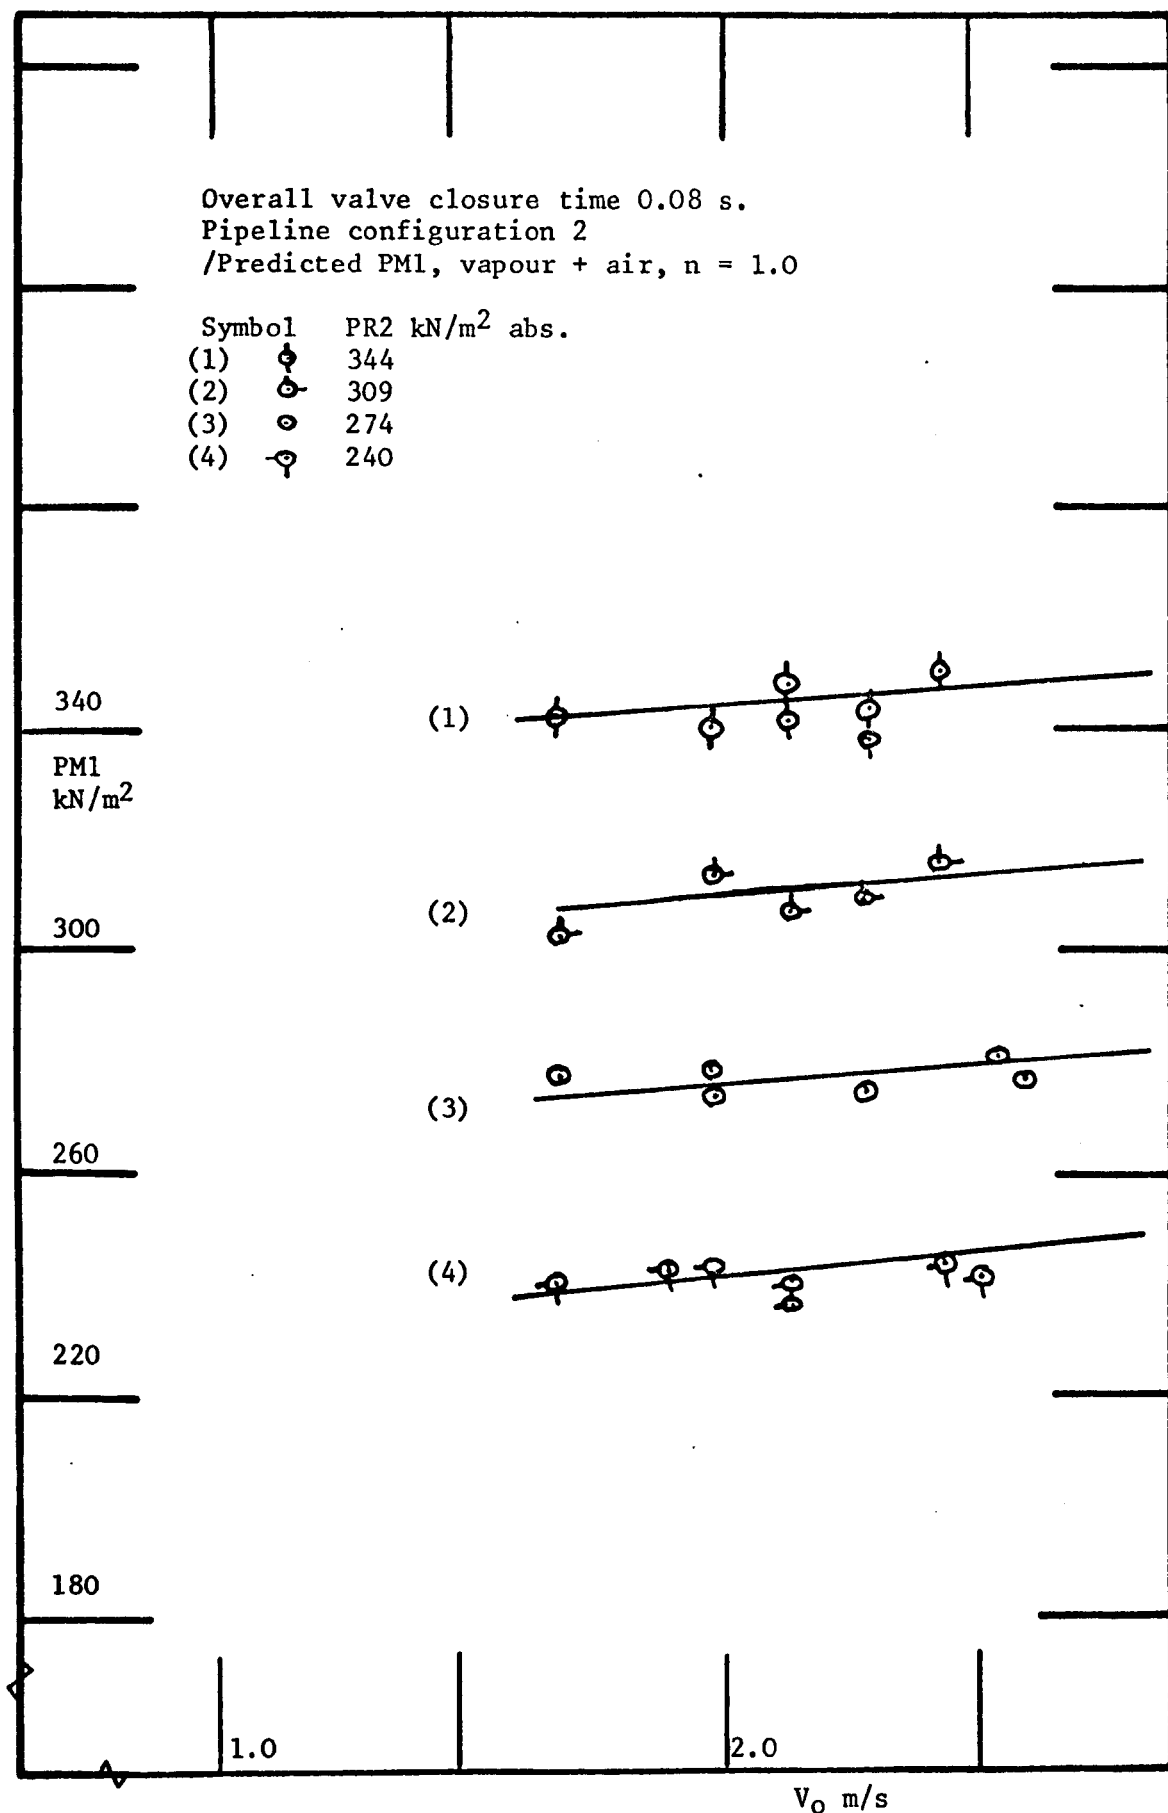 Overall valve closure time 0.08 s.
Pipeline configuration 2
/Predicted PM1, vapour + air, n = 1.0
Symbol PR2 kN/m² abs.
(1) 344
(2) 309
(3) 274
(4) 240
340
(1)
PM1
kN/m²
(2)
300
(3)
260
(4)
220
180
1.0
2.0
V₀ m/s